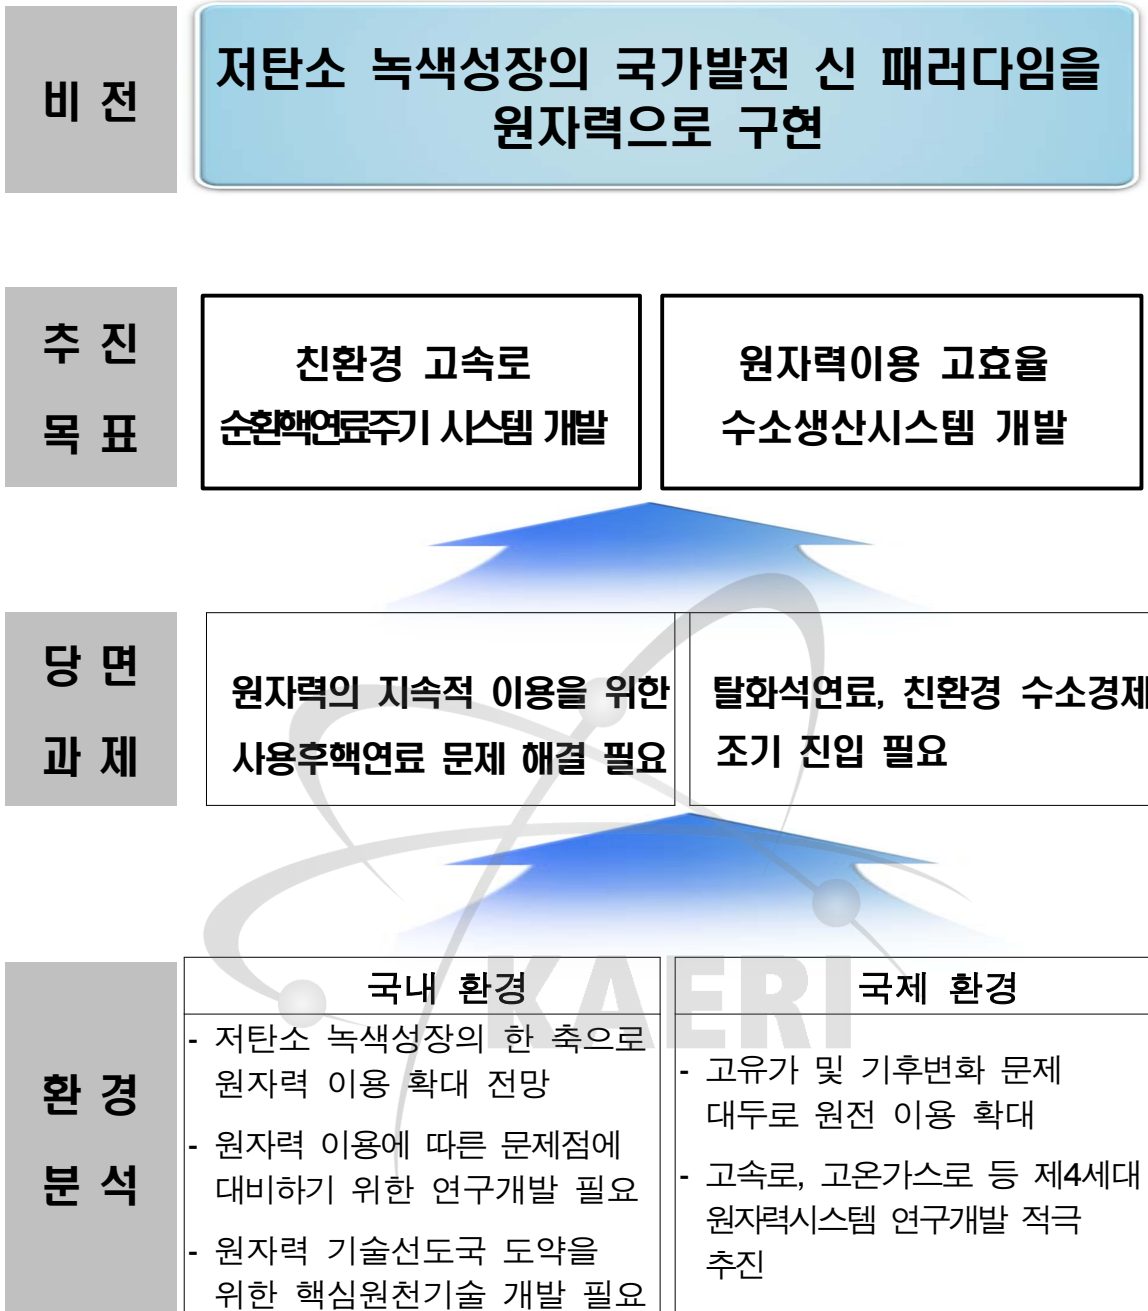 비 전
저탄소 녹색성장의 국가발전 신 패러다임을
원자력으로 구현
추 진
목 표
친환경 고속로
순환핵연료주기 시스템 개발
원자력이용 고효율
수소생산시스템 개발
당 면
과 제
원자력의 지속적 이용을 위한
사용후핵연료 문제 해결 필요
탈화석연료, 친환경 수소경제
조기 진입 필요
환 경
분 석
국내 환경
- 저탄소 녹색성장의 한 축으로
원자력 이용 확대 전망
- 원자력 이용에 따른 문제점에
대비하기 위한 연구개발 필요
- 원자력 기술선도국 도약을
위한 핵심원천기술 개발 필요
국제 환경
- 고유가 및 기후변화 문제
대두로 원전 이용 확대
- 고속로, 고온가스로 등 제4세대
원자력시스템 연구개발 적극
추진
KAERI